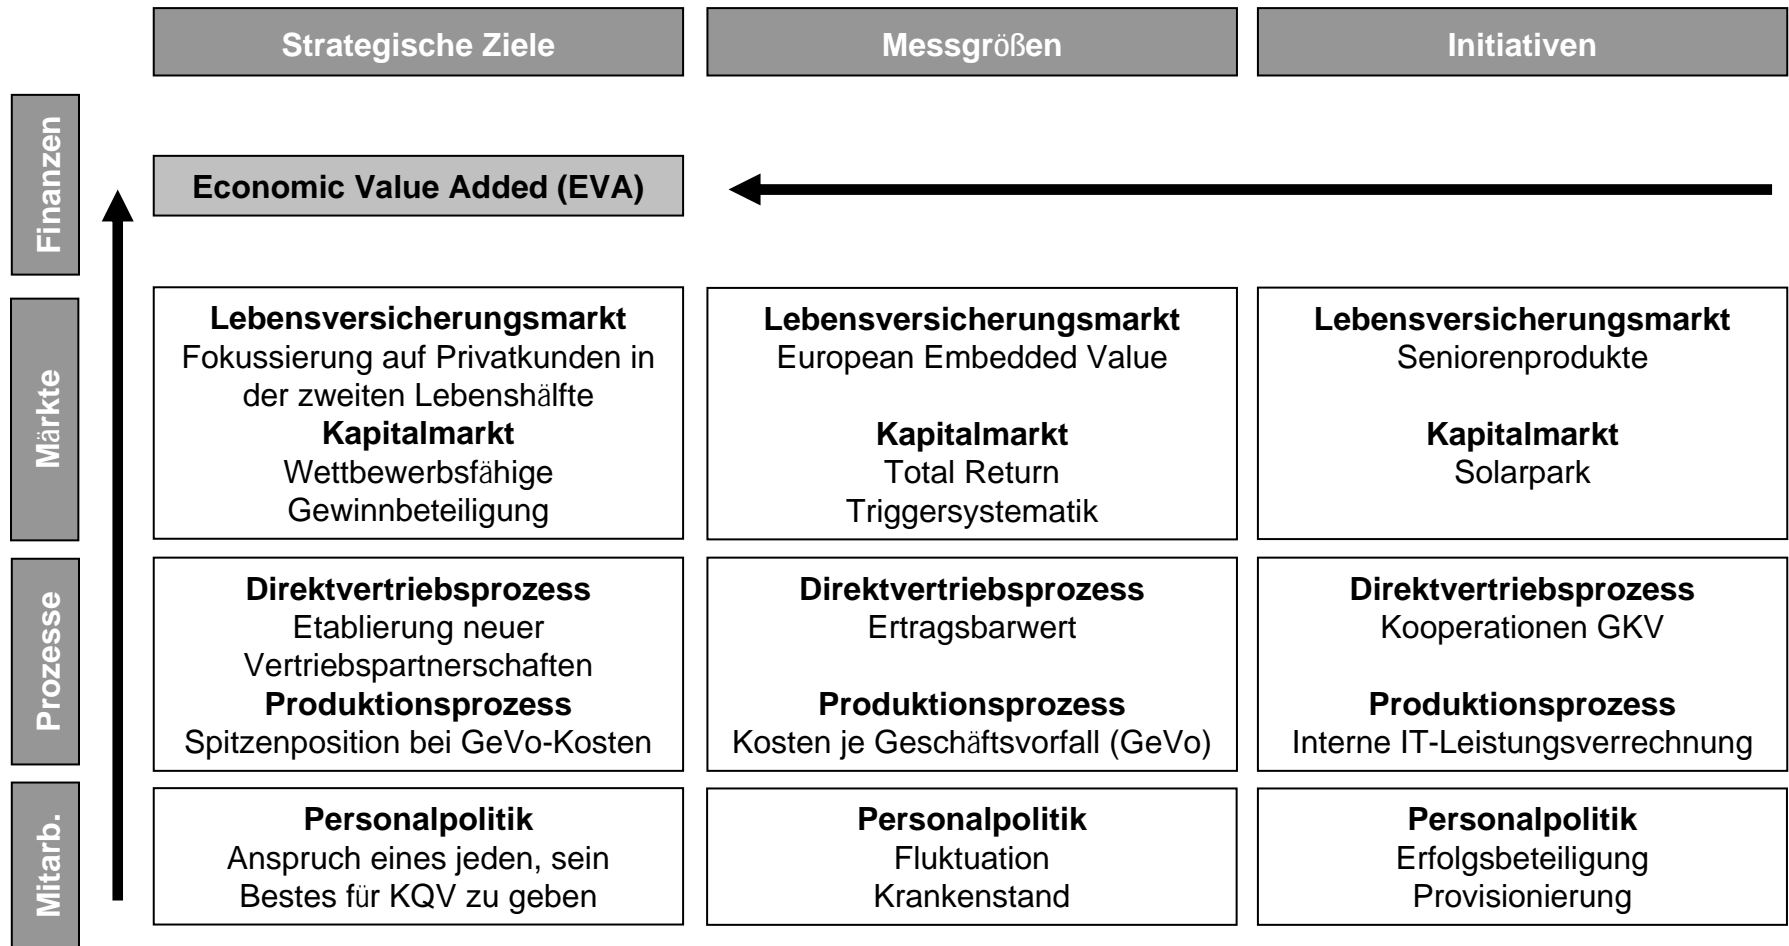 Strategische Ziele
Messgrößen
Initiativen
Finanzen
Economic Value Added (EVA)
Märkte
Lebensversicherungsmarkt
Fokussierung auf Privatkunden in
der zweiten Lebenshälfte
Kapitalmarkt
Wettbewerbsfähige
Gewinnbeteiligung
Lebensversicherungsmarkt
European Embedded Value
Kapitalmarkt
Total Return
Triggersystematik
Lebensversicherungsmarkt
Seniorenprodukte
Kapitalmarkt
Solarpark
Prozesse
Direktvertriebsprozess
Etablierung neuer
Vertriebspartnerschaften
Produktionsprozess
Spitzenposition bei GeVo-Kosten
Direktvertriebsprozess
Ertragsbarwert
Produktionsprozess
Kosten je Geschäftsvorfall (GeVo)
Direktvertriebsprozess
Kooperationen GKV
Produktionsprozess
Interne IT-Leistungsverrechnung
Mitarb.
Personalpolitik
Anspruch eines jeden, sein
Bestes für KQV zu geben
Personalpolitik
Fluktuation
Krankenstand
Personalpolitik
Erfolgsbeteiligung
Provisionierung